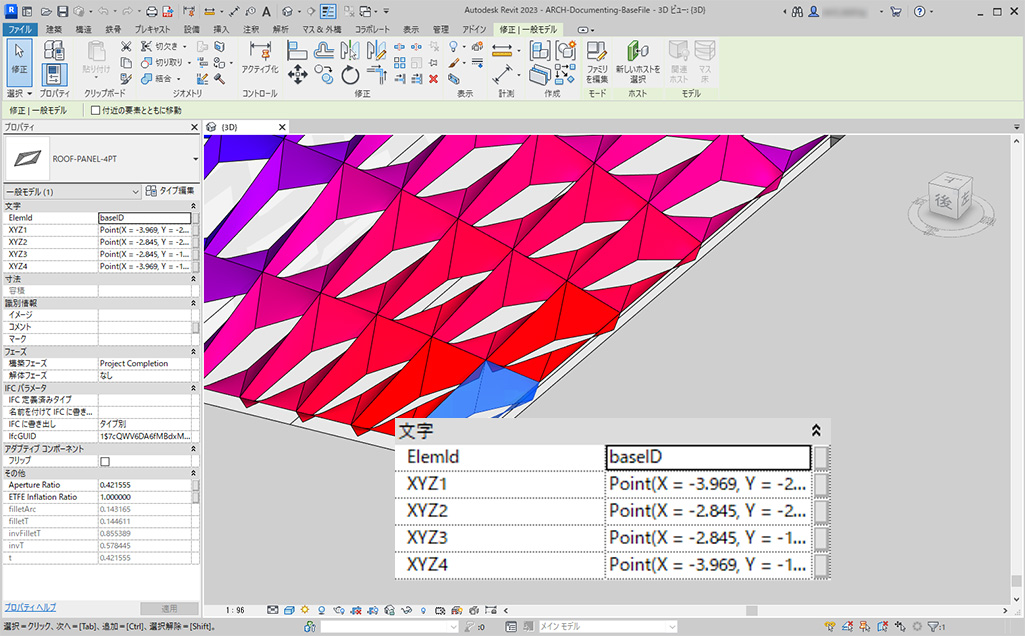 Autodesk Revit 2023 - ARCH-Documenting-BaseFile - 3D ビュー: {3D}
ファイル 建築 構造 鉄骨 プレキャスト 設備 挿入 注釈 解析 マス & 外構 コラボレート 表示 管理 アドイン 修正 | 一般モデル
修正 貼り付け 切欠き 切り取り 結合 アクティブ化 ファミリを編集 新しいホストを選択 関連ホスト マス床
選択 プロパティ クリップボード ジオメトリ コントロール 修正 表示 計測 作成 モード ホスト モデル
修正 | 一般モデル 付近の要素とともに移動
プロパティ
{3D}
ROOF-PANEL-4PT
一般モデル (1) タイプ編集
文字
ElemId baseID
XYZ1 Point(X = -3.969, Y = -2...
XYZ2 Point(X = -2.845, Y = -2...
XYZ3 Point(X = -2.845, Y = -1...
XYZ4 Point(X = -3.969, Y = -1...
寸法
容積
識別情報
イメージ
コメント
マーク
フェーズ
構築フェーズ Project Completion
解体フェーズ なし
IFC パラメータ
IFC 定義済みタイプ
名前を付けて IFC に書き...
IFC に書き出し タイプ別
IfcGUID 1$7cQWV6DA6fMBdxM...
アダプティブ コンポーネント
フリップ
その他
Aperture Ratio 0.421555
ETFE Inflation Ratio 1.000000
filletArc 0.143165
filletT 0.144611
invFilletT 0.855389
invT 0.578445
t 0.421555
プロパティ ヘルプ 適用
後
文字
ElemId baseID
XYZ1 Point(X = -3.969, Y = -2...
XYZ2 Point(X = -2.845, Y = -2...
XYZ3 Point(X = -2.845, Y = -1...
XYZ4 Point(X = -3.969, Y = -1...
1 : 96
選択 = クリック、次へ = [Tab]、追加 = [Ctrl]、選択解除 = [Shift]。 :0 メイン モデル :1